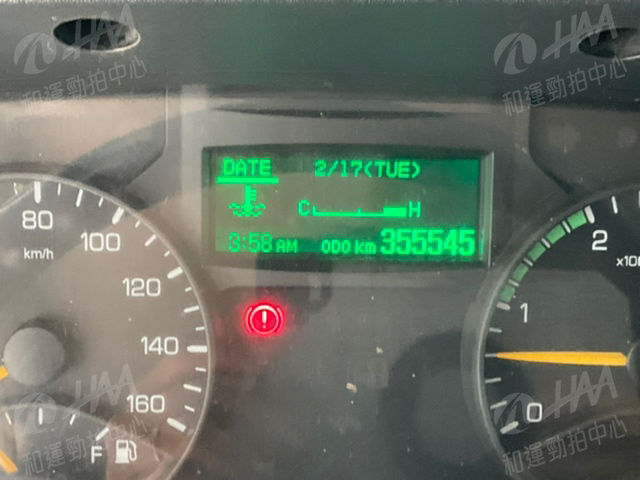 HAA
和運勁拍中心
HAA
和運勁拍中心
DATE 2/17(TUE)
C H
3:58 AM ODO km 355545
80
100
km/h
120
140
160
F
2
x100
1
0
HAA
和運勁拍中心
HAA
和運勁拍中心